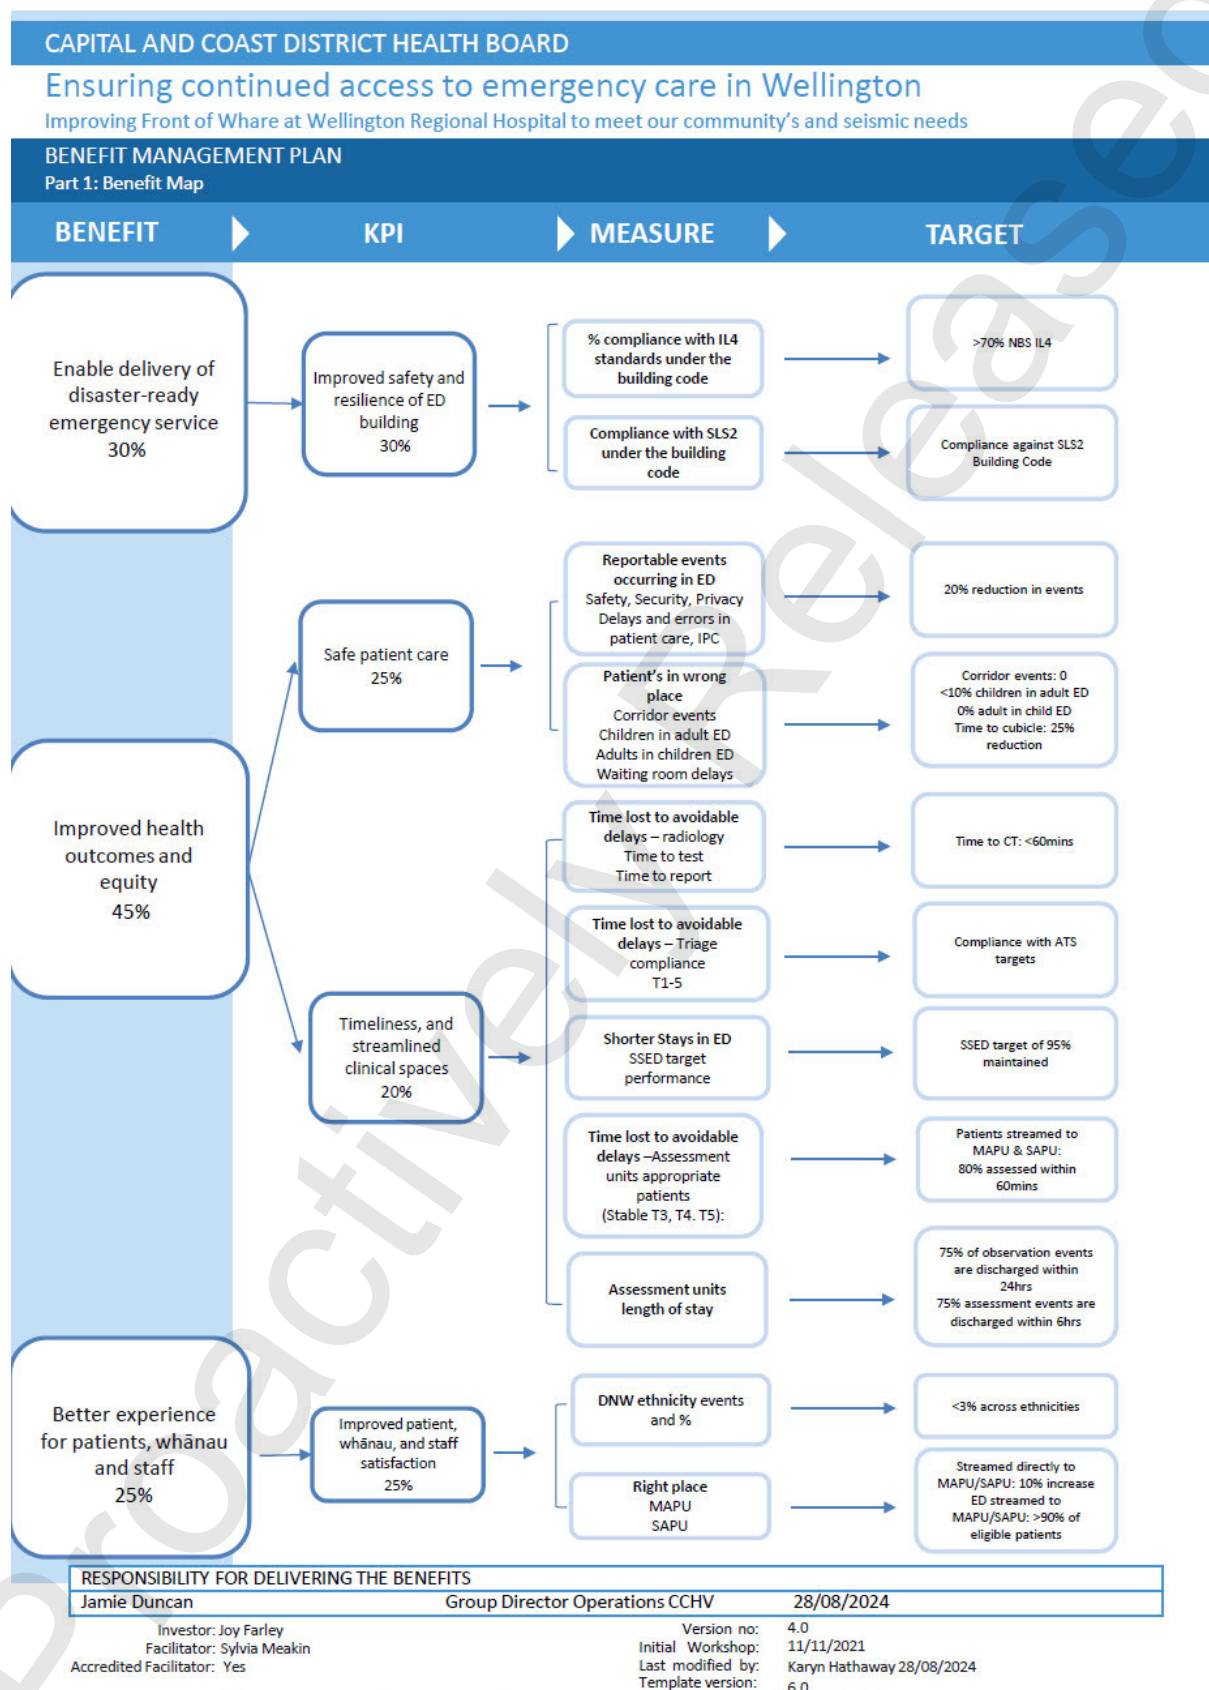 CAPITAL AND COAST DISTRICT HEALTH BOARD
Ensuring continued access to emergency care in Wellington
Improving Front of Whare at Wellington Regional Hospital to meet our community's and seismic needs
BENEFIT MANAGEMENT PLAN
Part 1: Benefit Map
BENEFIT
KPI
MEASURE
TARGET
Enable delivery of
disaster-ready
emergency service
30%
Improved safety and
resilience of ED
building
30%
% compliance with IL4
standards under the
building code
>70% NBS IL4
Compliance with SLS2
under the building
code
Compliance against SLS2
Building Code
Improved health
outcomes and
equity
45%
Safe patient care
25%
Reportable events
occurring in ED
Safety, Security, Privacy
Delays and errors in
patient care, IPC
20% reduction in events
Patient's in wrong
place
Corridor events
Children in adult ED
Adults in children ED
Waiting room delays
Corridor events: 0
<10% children in adult ED
0% adult in child ED
Time to cubicle: 25%
reduction
Timeliness, and
streamlined
clinical spaces
20%
Time lost to avoidable
delays – radiology
Time to test
Time to report
Time to CT: <60mins
Time lost to avoidable
delays – Triage
compliance
T1-5
Compliance with ATS
targets
Shorter Stays in ED
SSED target
performance
SSED target of 95%
maintained
Time lost to avoidable
delays –Assessment
units appropriate
patients
(Stable T3, T4. T5):
Patients streamed to
MAPU & SAPU:
80% assessed within
60mins
Assessment units
length of stay
75% of observation events
are discharged within
24hrs
75% assessment events are
discharged within 6hrs
Better experience
for patients, whānau
and staff
25%
Improved patient,
whānau, and staff
satisfaction
25%
DNW ethnicity events
and %
<3% across ethnicities
Right place
MAPU
SAPU
Streamed directly to
MAPU/SAPU: 10% increase
ED streamed to
MAPU/SAPU: >90% of
eligible patients
RESPONSIBILITY FOR DELIVERING THE BENEFITS
Jamie Duncan Group Director Operations CCHV 28/08/2024
Investor: Joy Farley
Facilitator: Sylvia Meakin
Accredited Facilitator: Yes
Version no: 4.0
Initial Workshop: 11/11/2021
Last modified by: Karyn Hathaway 28/08/2024
Template version: 6.0
Proactively Released